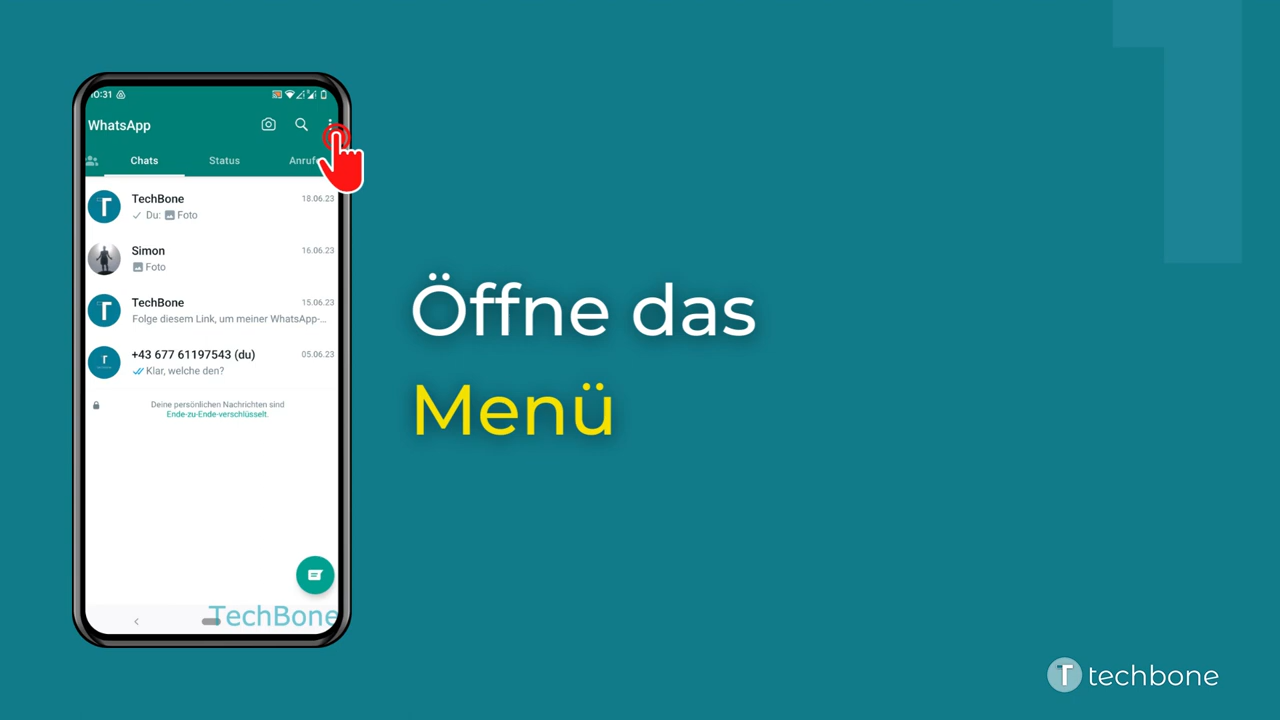 1
10:31
WhatsApp
Chats
Status
Anrufe
TechBone
18.06.23
Du: Foto
Simon
16.06.23
Foto
TechBone
15.06.23
Folge diesem Link, um meiner WhatsApp-...
+43 677 61197543 (du)
05.06.23
Klar, welche den?
Deine persönlichen Nachrichten sind
Ende-zu-Ende-verschlüsselt.
TechBone
Öffne das
Menü
T techbone